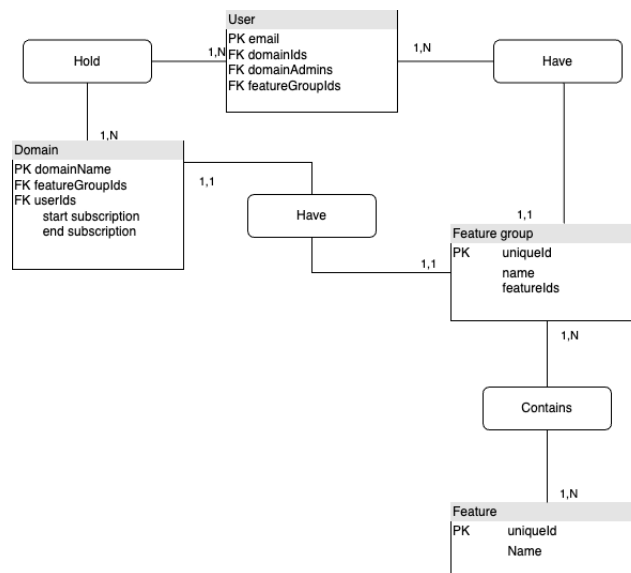 User
PK email
FK domainIds
FK domainAdmins
FK featureGroupIds
Hold
1,N
1,N
Have
1,N
Domain
PK domainName
FK featureGroupIds
FK userIds
start subscription
end subscription
1,1
Have
1,1
1,1
Feature group
PK uniqueId
name
featureIds
1,N
Contains
1,N
Feature
PK uniqueId
Name